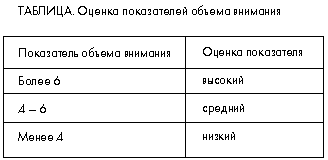 ТАБЛИЦА. Оценка показателей объема внимания
Показатель объема внимания Оценка показателя
Более 6 высокий
4 – 6 средний
Менее 4 низкий